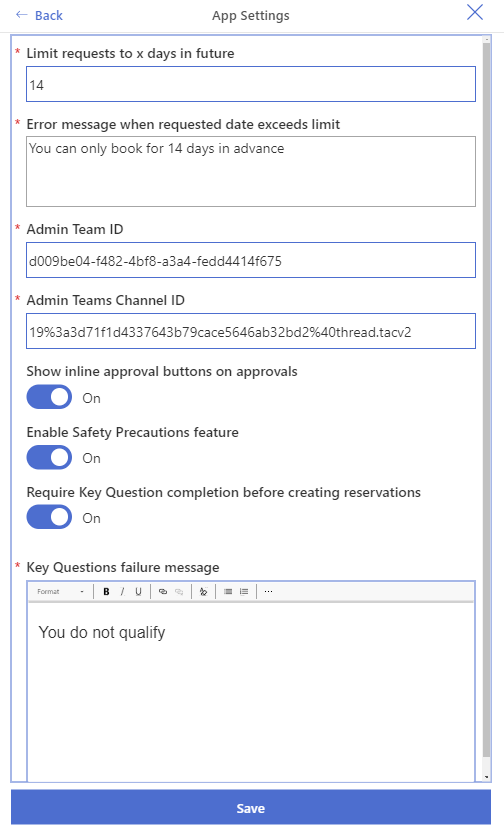 ← Back
App Settings
* Limit requests to x days in future
14
* Error message when requested date exceeds limit
You can only book for 14 days in advance
* Admin Team ID
d009be04-f482-4bf8-a3a4-fedd4414f675
* Admin Teams Channel ID
19%3a3d71f1d4337643b79cace5646ab32bd2%40thread.tacv2
Show inline approval buttons on approvals
On
Enable Safety Precautions feature
On
Require Key Question completion before creating reservations
On
* Key Questions failure message
Format B I U ...
You do not qualify
Save